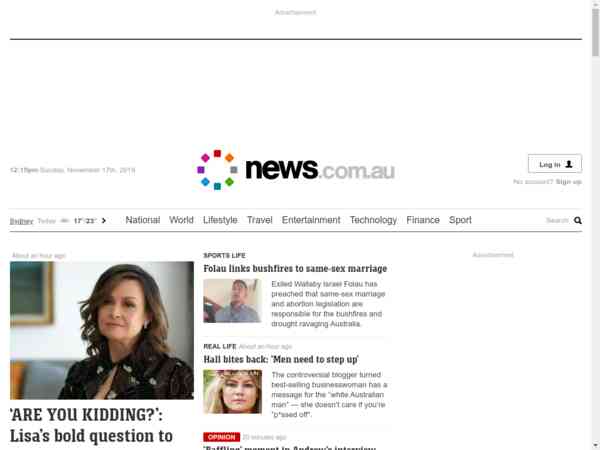 Advertisement
12:15pm Sunday, November 17th, 2019
news.com.au
Log in
No account? Sign up
Sydney Today 17°/23°
National World Lifestyle Travel Entertainment Technology Finance Sport
Search
About an hour ago
'ARE YOU KIDDING?':
Lisa's bold question to
SPORTS LIFE
Folau links bushfires to same-sex marriage
Exiled Wallaby Israel Folau has
preached that same-sex marriage
and abortion legislation are
responsible for the bushfires and
drought ravaging Australia.
REAL LIFE About an hour ago
Hall bites back: 'Men need to step up'
The controversial blogger turned
best-selling businesswoman has a
message for the "white Australian
man" — she doesn't care if you're
"p*ssed off".
OPINION 20 minutes ago
'Baffling' moment in Andrew's interview
Advertisement